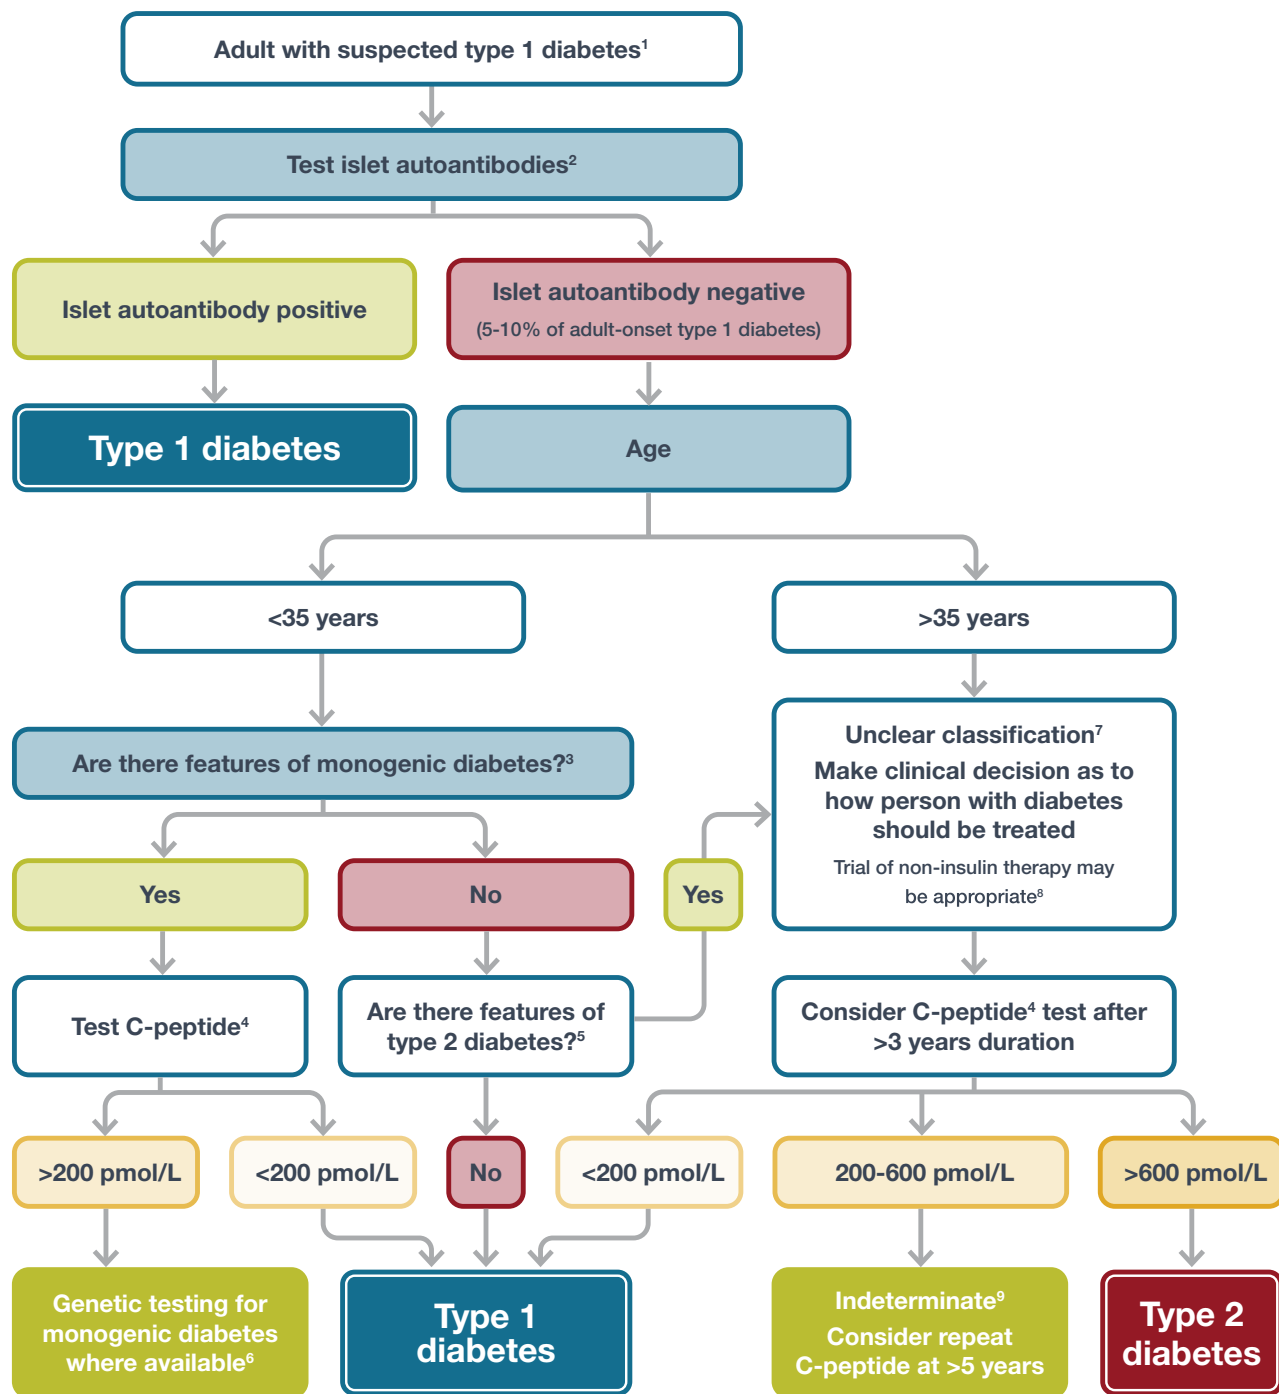 Adult with suspected type 1 diabetes¹
Test islet autoantibodies²
Islet autoantibody positive
Islet autoantibody negative
(5-10% of adult-onset type 1 diabetes)
Type 1 diabetes
Age
<35 years
>35 years
Are there features of monogenic diabetes?³
Unclear classification⁷
Make clinical decision as to
how person with diabetes
should be treated
Trial of non-insulin therapy may
be appropriate⁸
Yes
No
Yes
Test C-peptide⁴
Are there features of
type 2 diabetes?⁵
Consider C-peptide⁴ test after
>3 years duration
>200 pmol/L
<200 pmol/L
No
<200 pmol/L
200-600 pmol/L
>600 pmol/L
Genetic testing for
monogenic diabetes
where available⁶
Type 1
diabetes
Indeterminate⁹
Consider repeat
C-peptide at >5 years
Type 2
diabetes